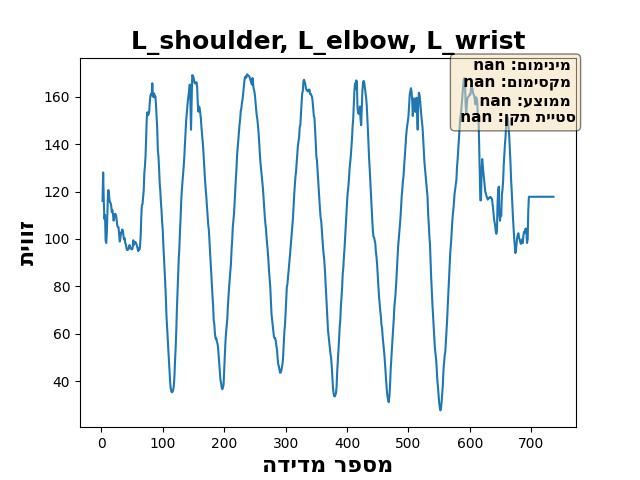 L_shoulder, L_elbow, L_wrist
מינימום: nan
מקסימום: nan
ממוצע: nan
סטיית תקן: nan
160
140
120
100
80
60
40
זווית
0 100 200 300 400 500 600 700
מספר מדידה